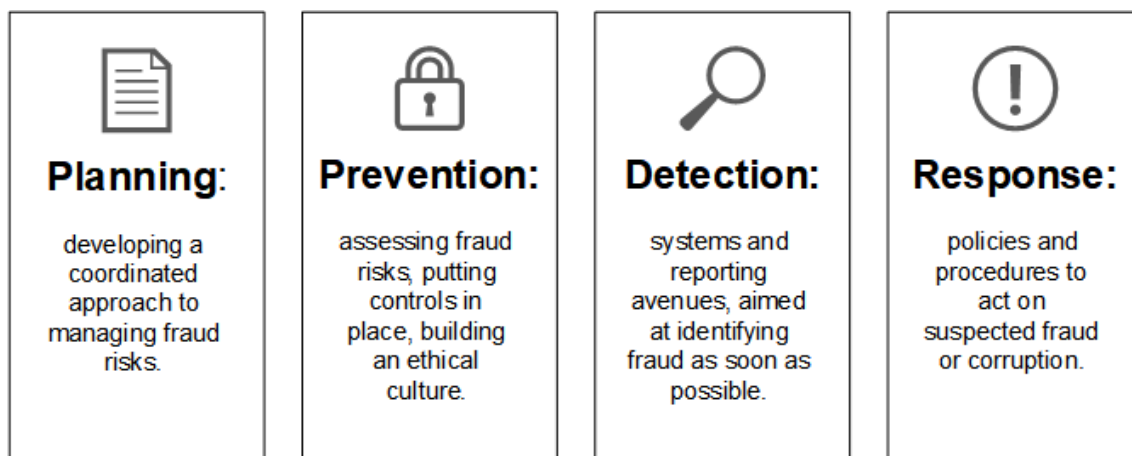 Planning:
developing a
coordinated
approach to
managing fraud
risks.
Prevention:
assessing fraud
risks, putting
controls in
place, building
an ethical
culture.
Detection:
systems and
reporting
avenues, aimed
at identifying
fraud as soon as
possible.
Response:
policies and
procedures to
act on
suspected fraud
or corruption.